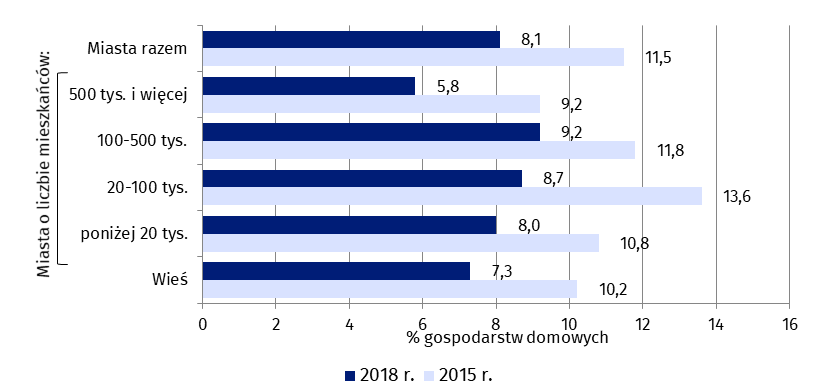 Miasta o liczbie mieszkańców:
Miasta razem
8,1
11,5
500 tys. i więcej
5,8
9,2
100-500 tys.
9,2
11,8
20-100 tys.
8,7
13,6
poniżej 20 tys.
8,0
10,8
Wieś
7,3
10,2
0 2 4 6 8 10 12 14 16
% gospodarstw domowych
2018 r. 2015 r.